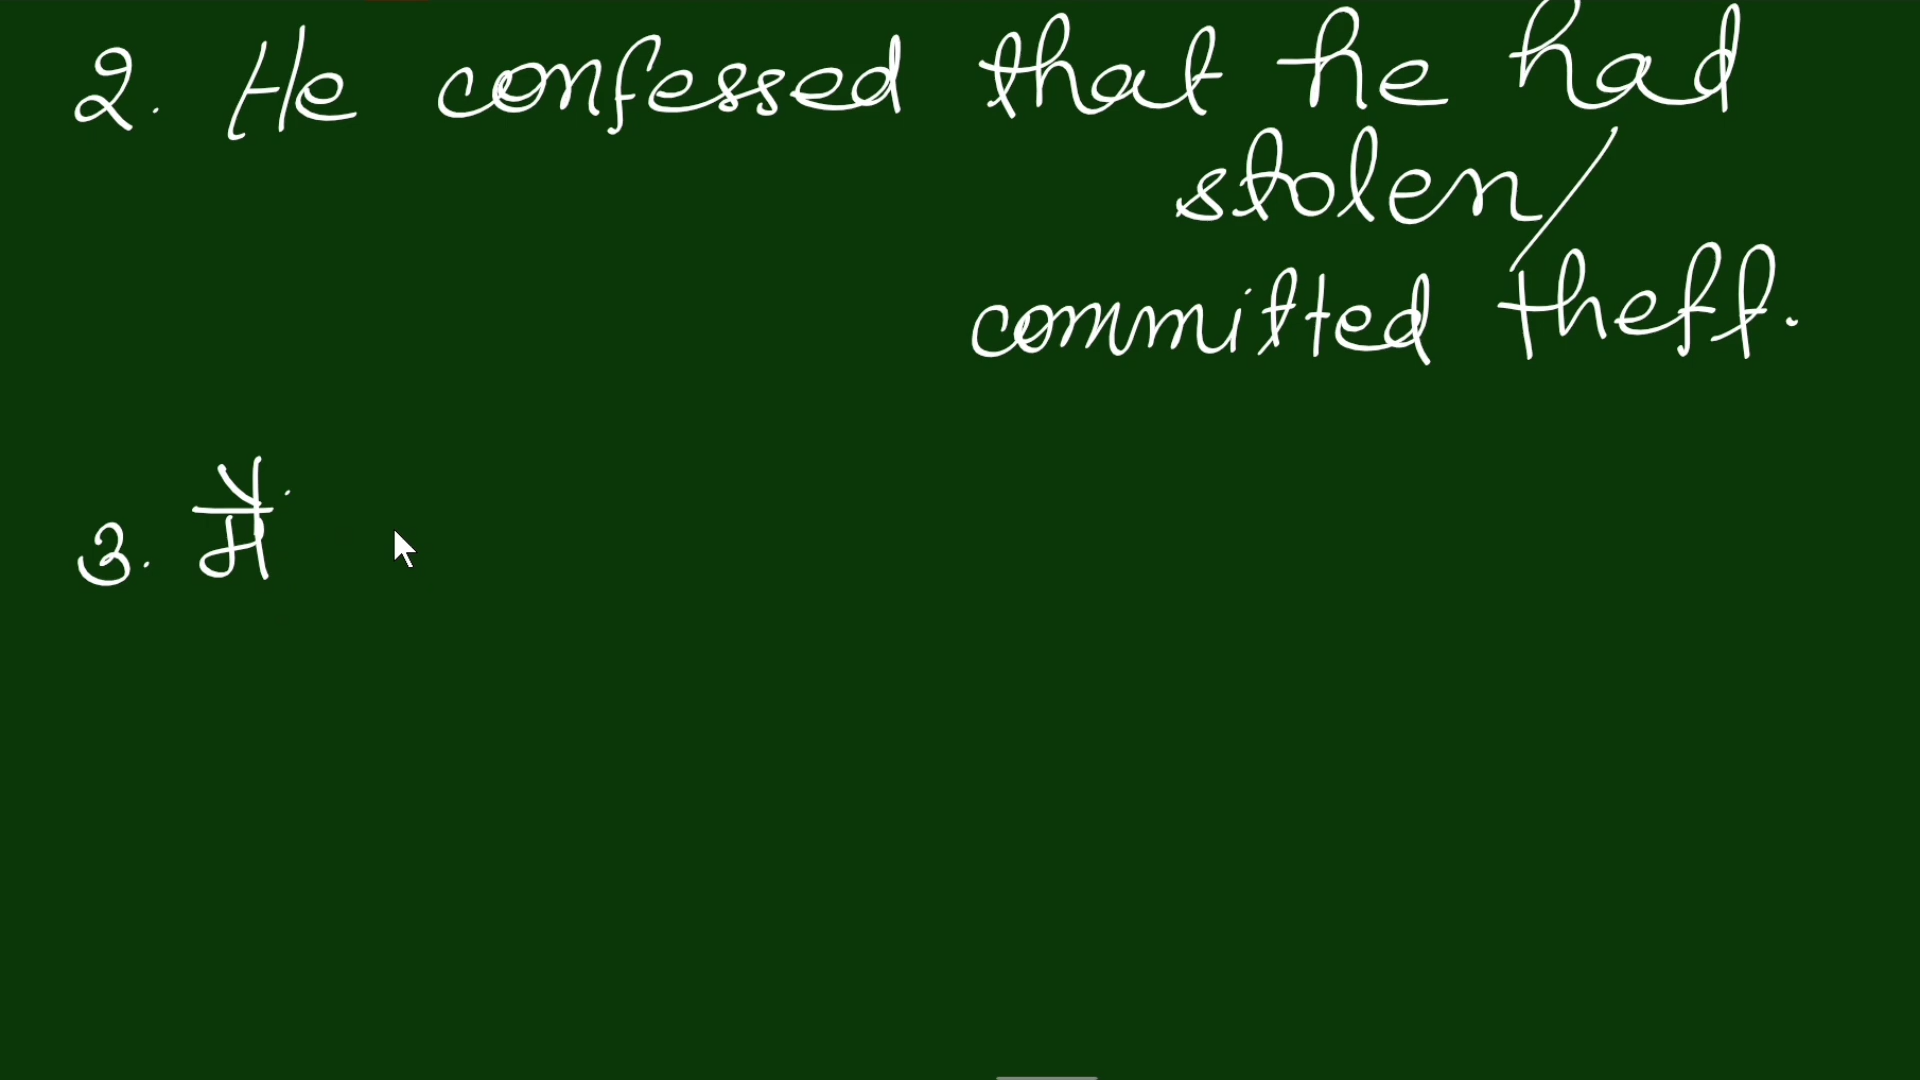 2. He confessed that he had
stolen/
committed theft.
3. मैं